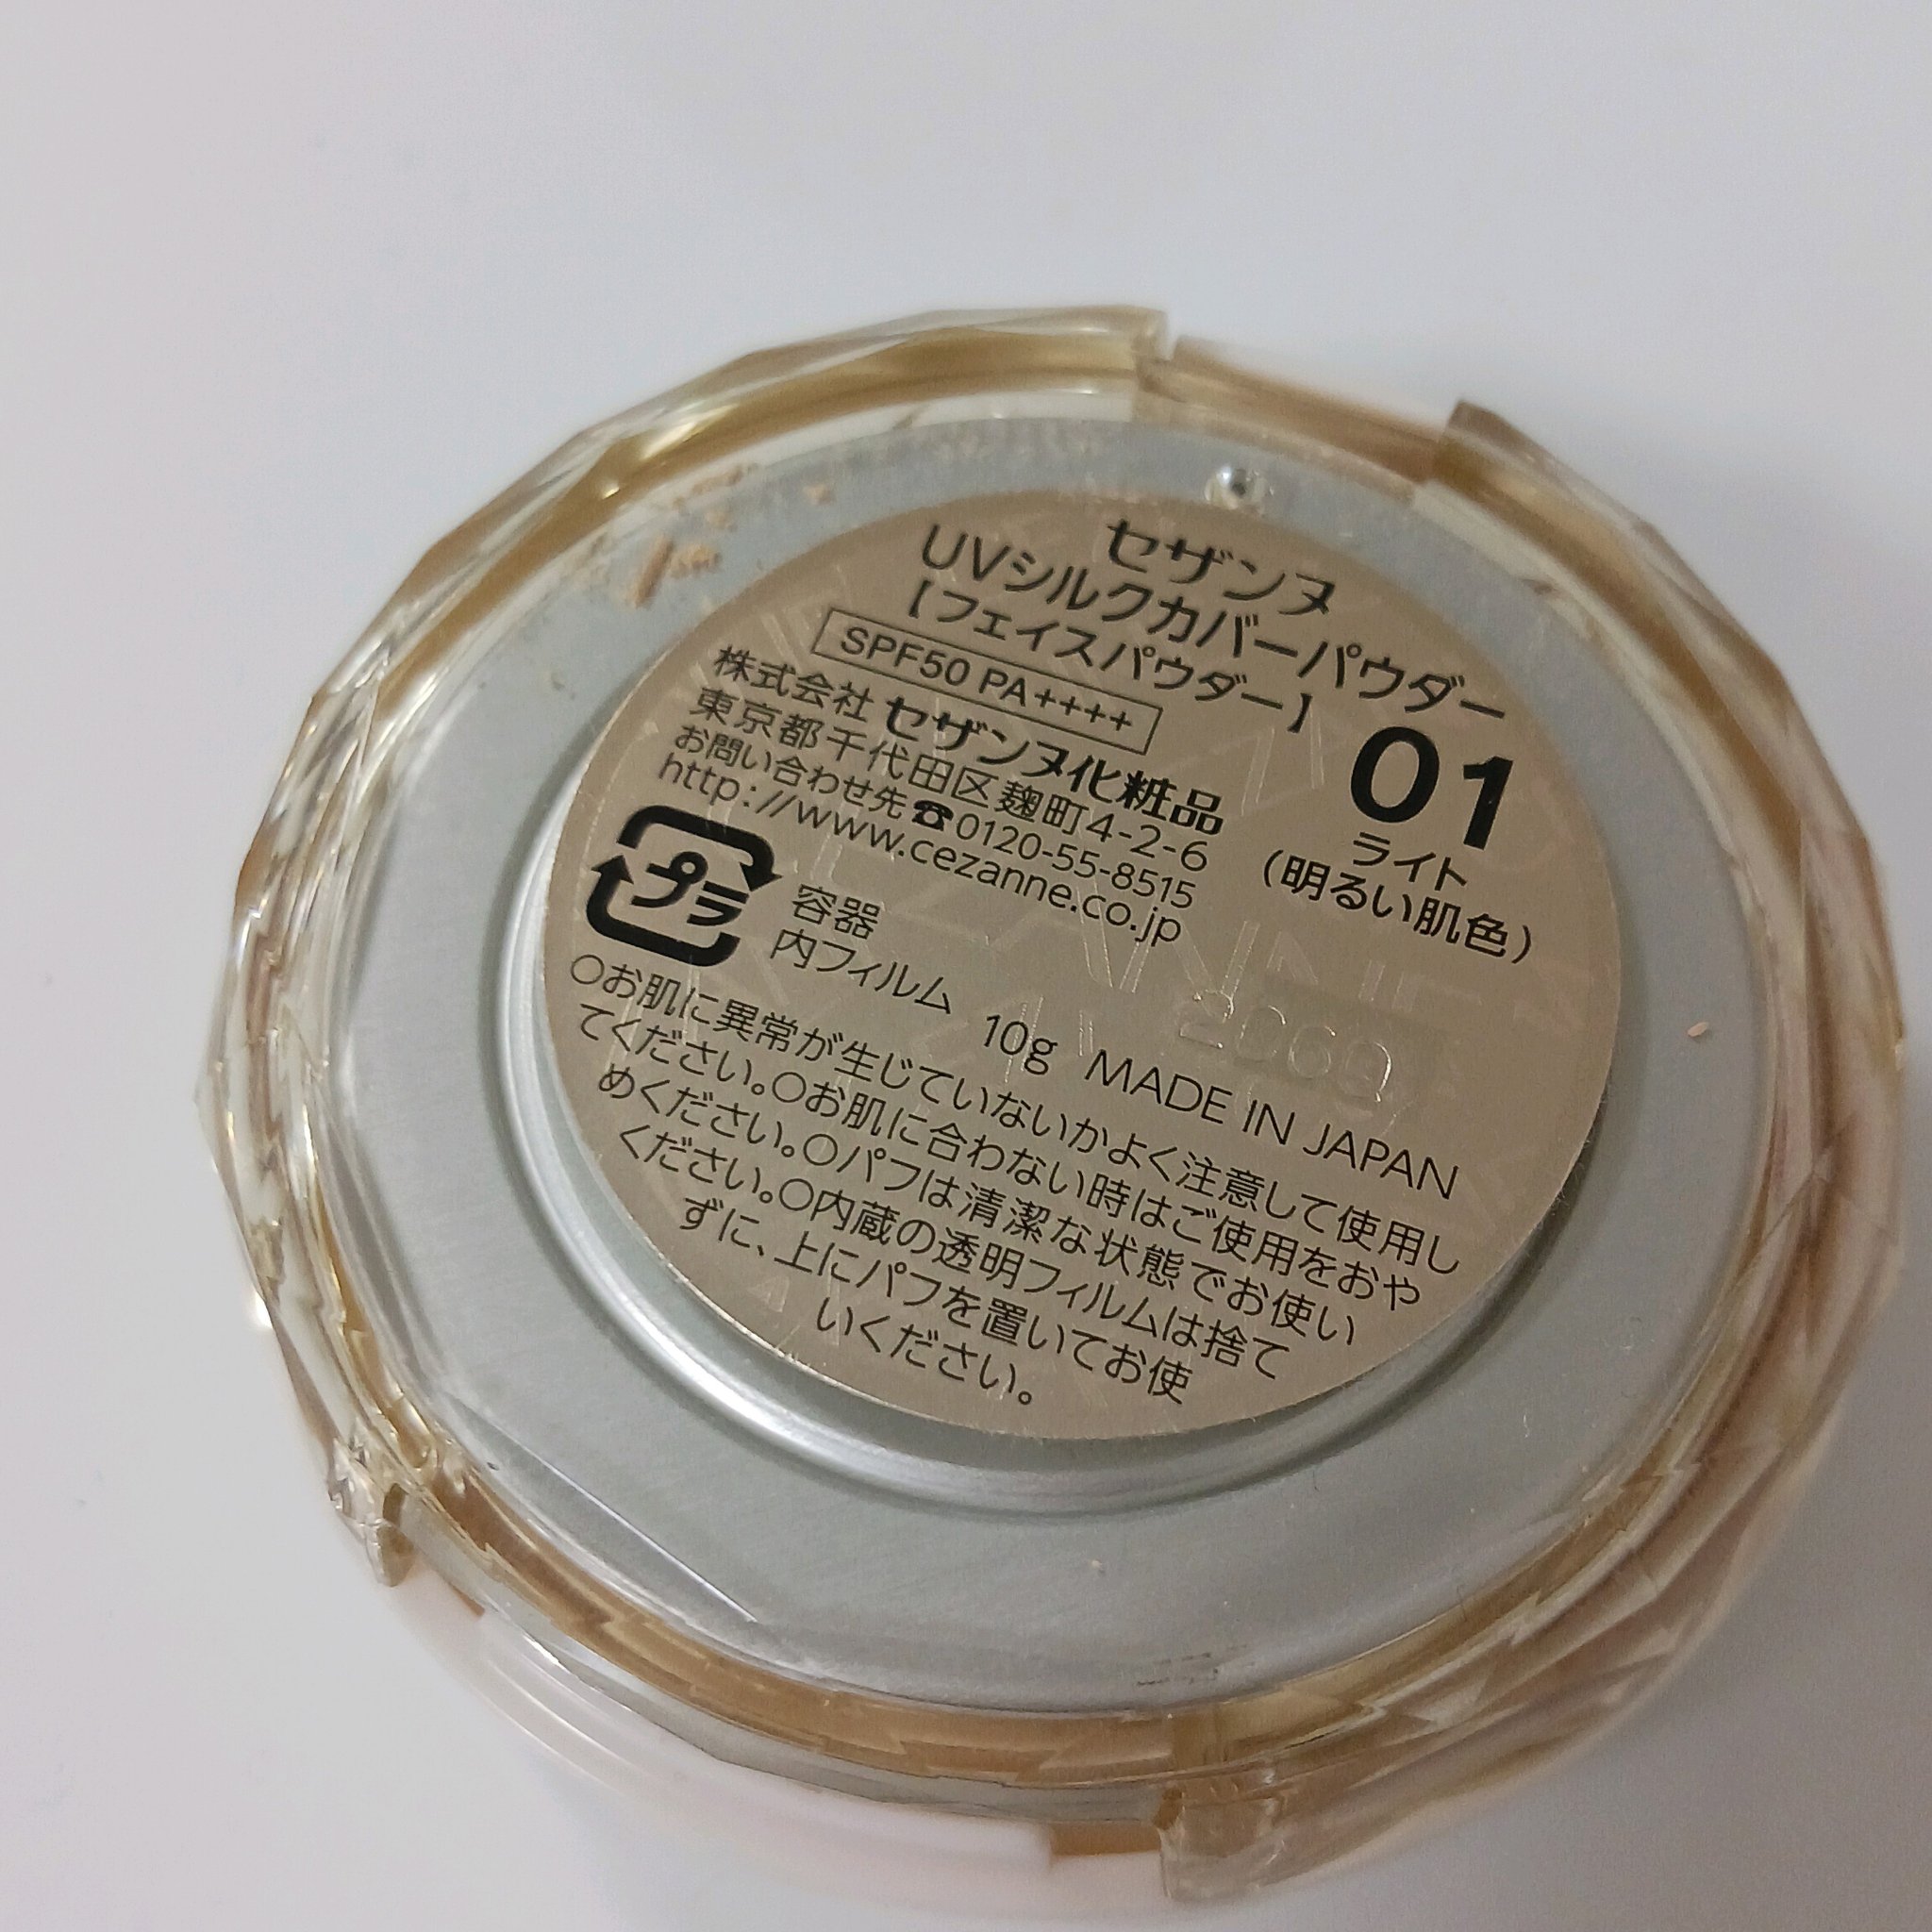 セザンヌ
UVシルクカバーパウダー
【フェイスパウダー】
SPF50 PA++++
01
ライト
(明るい肌色)
株式会社 セザンヌ化粧品
東京都千代田区麹町4-2-6
お問い合わせ先☎0120-55-8515
http://www.cezanne.co.jp
プラ
容器
内フィルム
10g MADE IN JAPAN
○お肌に異常が生じていないかよく注意して使用し
てください。○お肌に合わない時はご使用をおや
めください。○パフは清潔な状態でお使い
ください。○内蔵の透明フィルムは捨て
ずに、上にパフを置いてお使
いください。